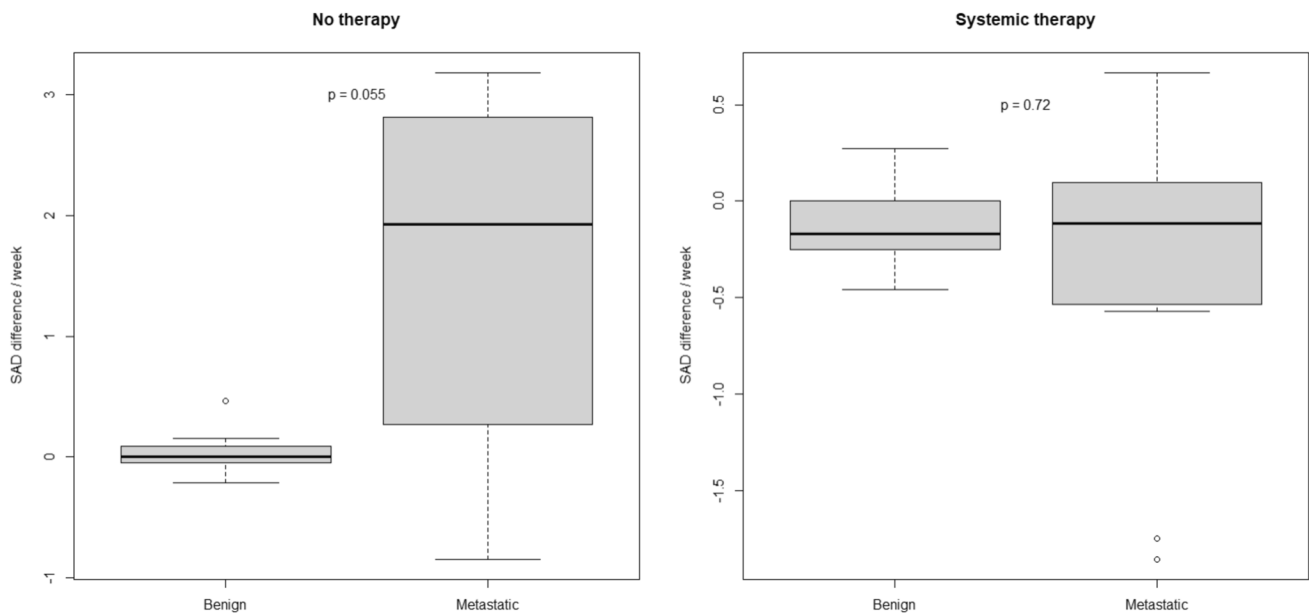 No therapy
p = 0.055
3
2
1
0
-1
SAD difference / week
Benign
Metastatic
Systemic therapy
p = 0.72
0.5
0.0
-0.5
-1.0
-1.5
SAD difference / week
Benign
Metastatic